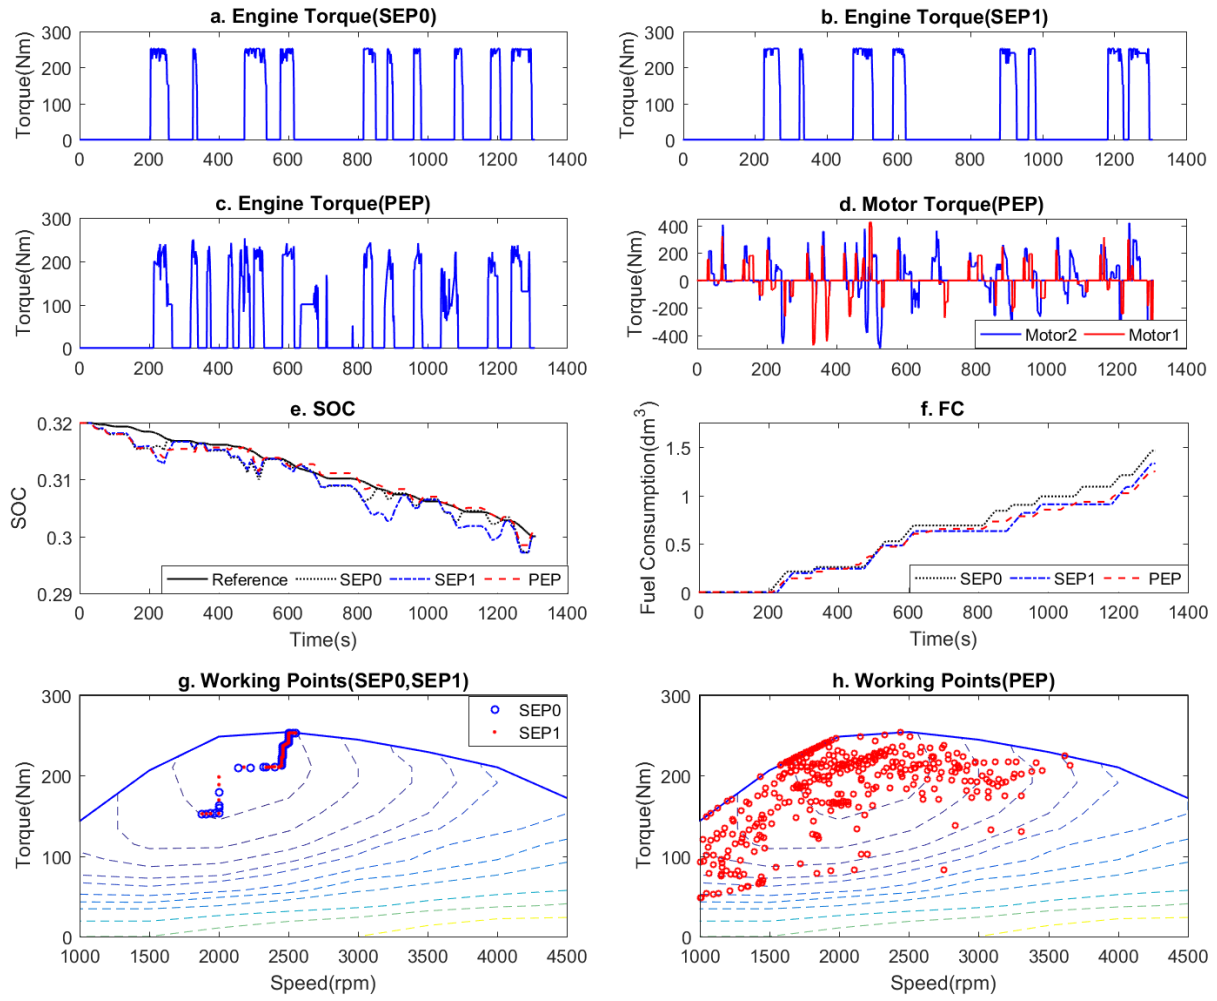 a. Engine Torque(SEP0)
Torque(Nm)
300
200
100
0
0 200 400 600 800 1000 1200 1400
b. Engine Torque(SEP1)
Torque(Nm)
300
200
100
0
0 200 400 600 800 1000 1200 1400
c. Engine Torque(PEP)
Torque(Nm)
300
200
100
0
0 200 400 600 800 1000 1200 1400
d. Motor Torque(PEP)
Torque(Nm)
400
200
0
-200
-400
Motor2 Motor1
0 200 400 600 800 1000 1200 1400
e. SOC
SOC
0.32
0.31
0.3
0.29
Reference SEP0 SEP1 PEP
0 200 400 600 800 1000 1200 1400
Time(s)
f. FC
Fuel Consumption(dm³)
1.5
1
0.5
0
SEP0 SEP1 PEP
0 200 400 600 800 1000 1200 1400
Time(s)
g. Working Points(SEP0,SEP1)
Torque(Nm)
300
200
100
0
SEP0
SEP1
1000 1500 2000 2500 3000 3500 4000 4500
Speed(rpm)
h. Working Points(PEP)
Torque(Nm)
300
200
100
0
1000 1500 2000 2500 3000 3500 4000 4500
Speed(rpm)